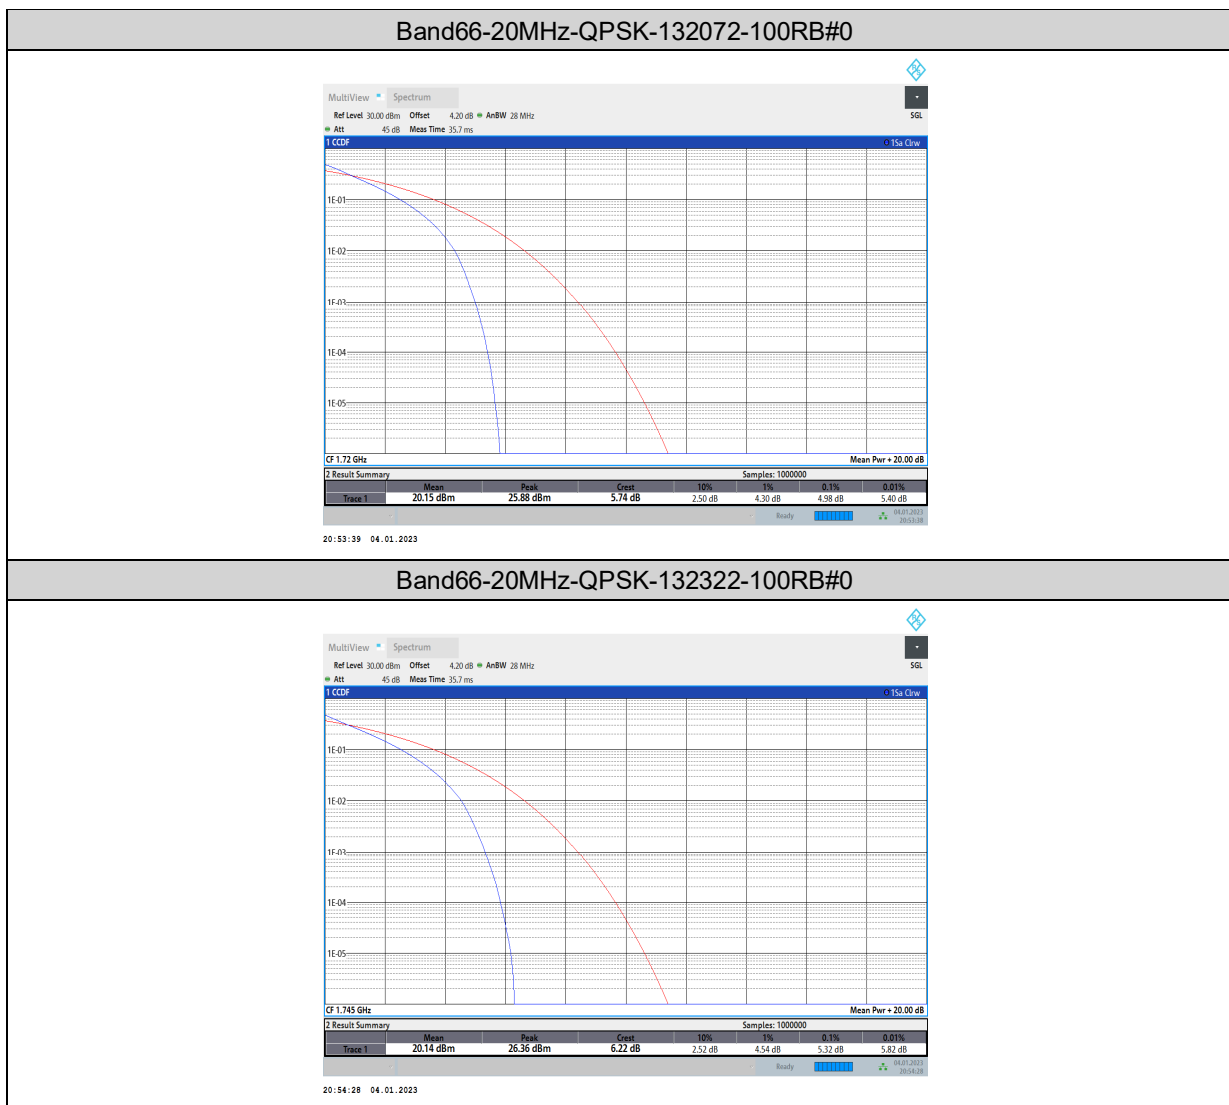 Band66-20MHz-QPSK-132072-100RB#0
MultiView Spectrum
Ref Level 30.00 dBm Offset 4.20 dB AnBW 28 MHz SGL
Att 45 dB Meas Time 35.7 ms
1 CCDF 1Sa Clrw
1E-01
1E-02
1E-03
1E-04
1E-05
CF 1.72 GHz Mean Pwr + 20.00 dB
2 Result Summary Samples: 1000000
Mean Peak Crest 10% 1% 0.1% 0.01%
Trace 1 20.15 dBm 25.88 dBm 5.74 dB 2.50 dB 4.30 dB 4.98 dB 5.40 dB
Ready 04.01.2023
20:53:38
20:53:39 04.01.2023
Band66-20MHz-QPSK-132322-100RB#0
MultiView Spectrum
Ref Level 30.00 dBm Offset 4.20 dB AnBW 28 MHz SGL
Att 45 dB Meas Time 35.7 ms
1 CCDF 1Sa Clrw
1E-01
1E-02
1E-03
1E-04
1E-05
CF 1.745 GHz Mean Pwr + 20.00 dB
2 Result Summary Samples: 1000000
Mean Peak Crest 10% 1% 0.1% 0.01%
Trace 1 20.14 dBm 26.36 dBm 6.22 dB 2.52 dB 4.54 dB 5.32 dB 5.82 dB
Ready 04.01.2023
20:54:28
20:54:28 04.01.2023